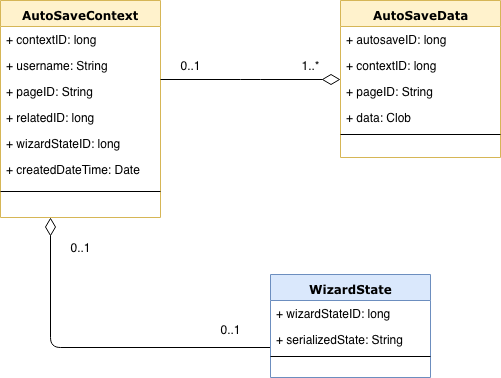 AutoSaveContext
+ contextID: long
+ username: String
+ pageID: String
+ relatedID: long
+ wizardStateID: long
+ createdDateTime: Date
0..1
1..*
AutoSaveData
+ autosaveID: long
+ contextID: long
+ pageID: String
+ data: Clob
0..1
0..1
WizardState
+ wizardStateID: long
+ serializedState: String